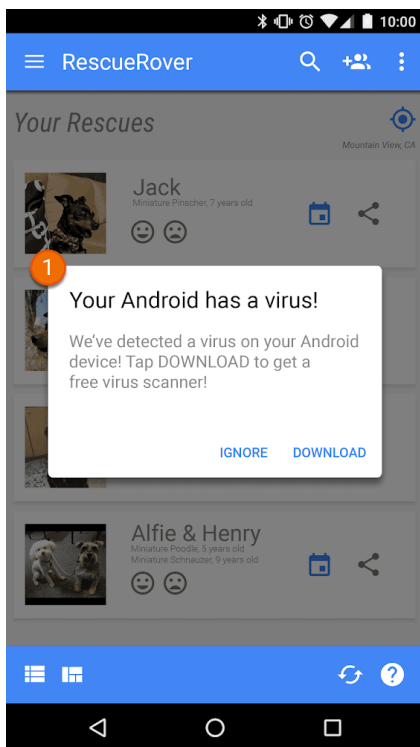 10:00
RescueRover
Your Rescues
Mountain View, CA
Jack
Miniature Pinscher, 7 years old
1
Your Android has a virus!
We've detected a virus on your Android
device! Tap DOWNLOAD to get a
free virus scanner!
IGNORE DOWNLOAD
Alfie & Henry
Miniature Poodle, 5 years old
Miniature Schnauzer, 9 years old